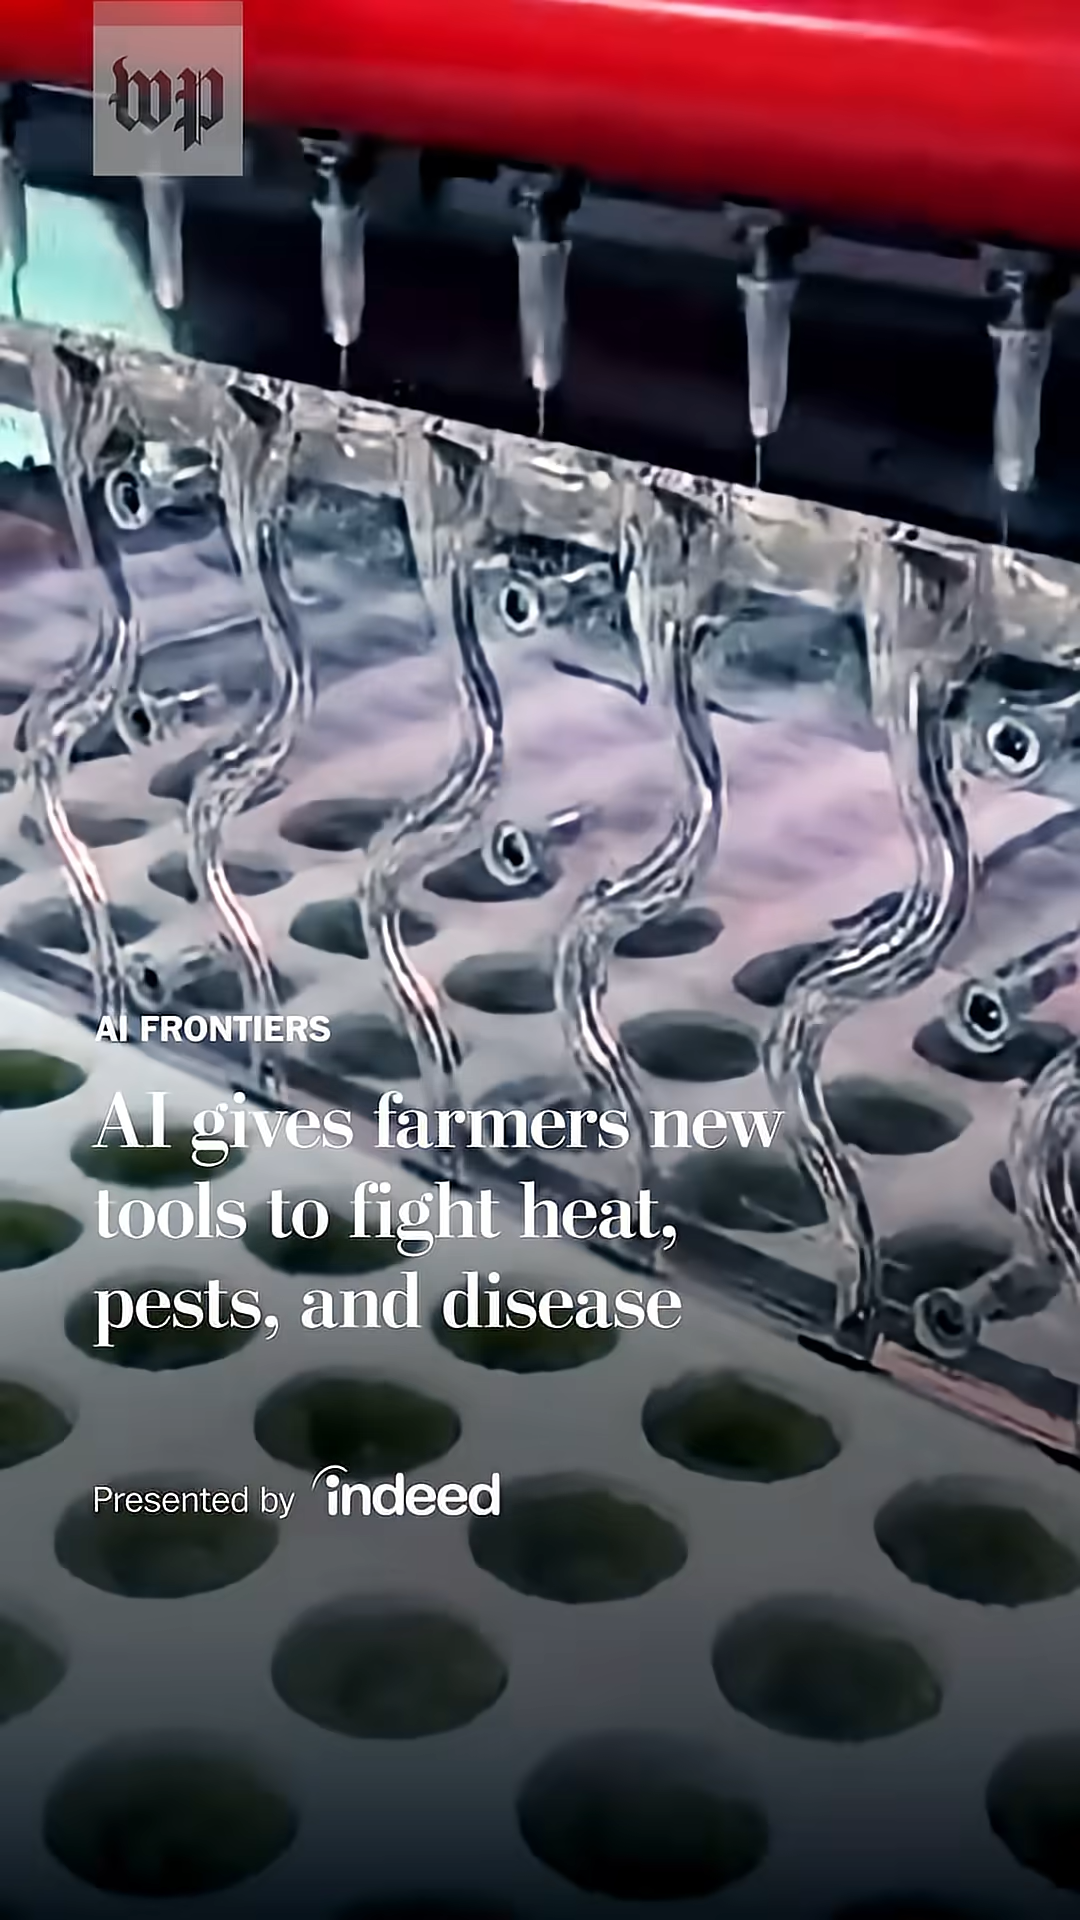 wp
AI FRONTIERS
AI gives farmers new
tools to fight heat,
pests, and disease
Presented by indeed